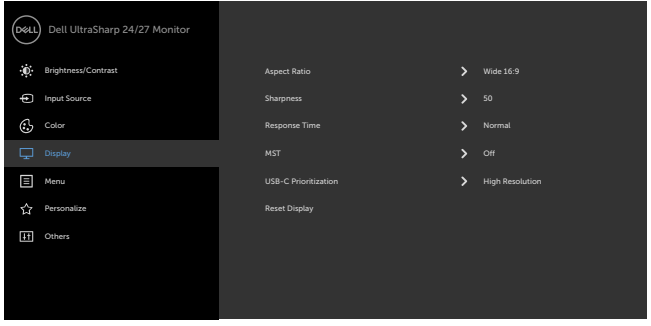 DELL Dell UltraSharp 24/27 Monitor
Brightness/Contrast
Input Source
Color
Display
Menu
Personalize
Others
Aspect Ratio Wide 16:9
Sharpness 50
Response Time Normal
MST Off
USB-C Prioritization High Resolution
Reset Display